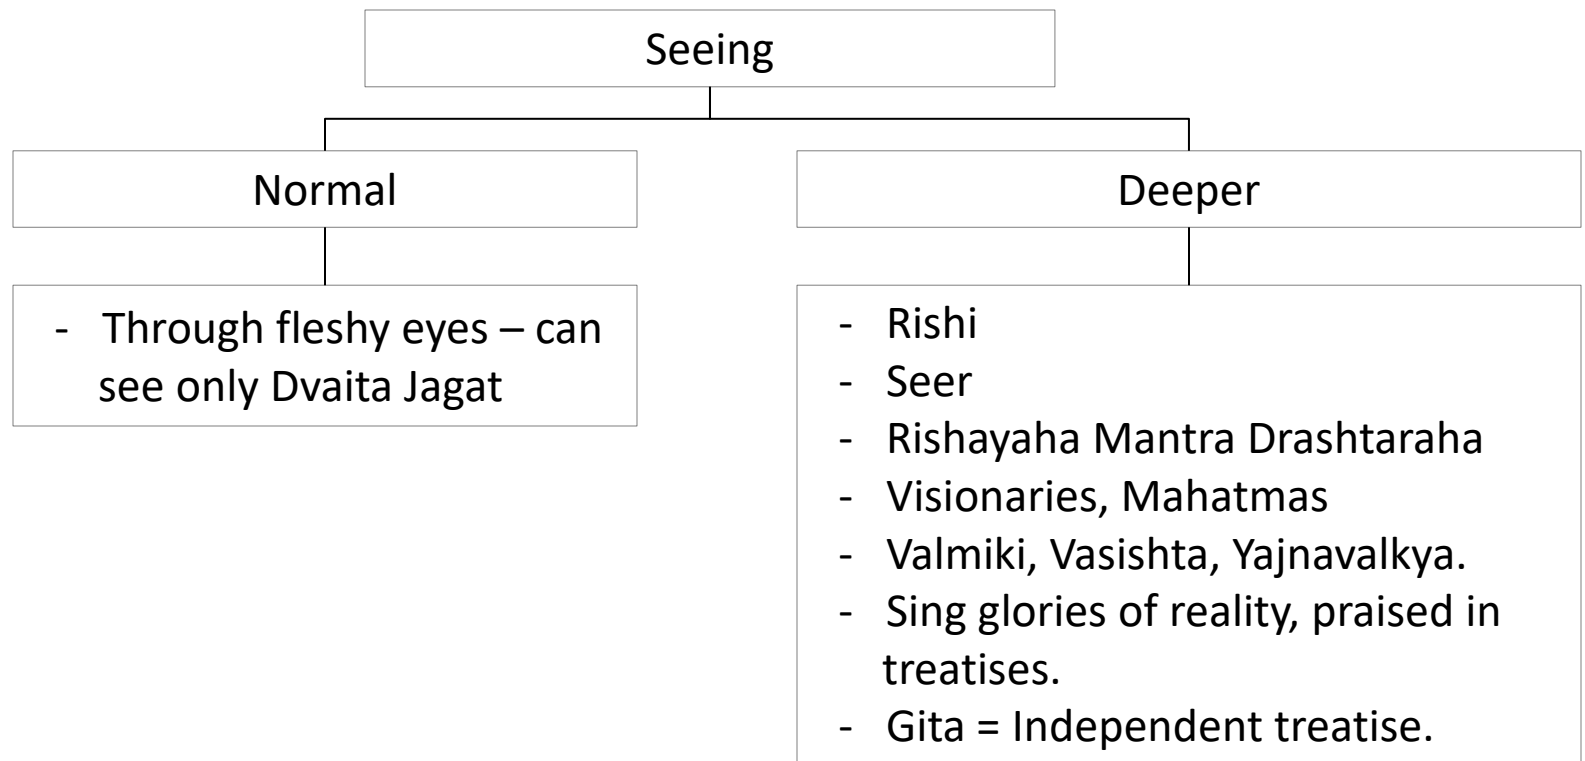 Seeing
Normal
Deeper
- Through fleshy eyes – can
see only Dvaita Jagat
- Rishi
- Seer
- Rishayaha Mantra Drashtaraha
- Visionaries, Mahatmas
- Valmiki, Vasishta, Yajnavalkya.
- Sing glories of reality, praised in
treatises.
- Gita = Independent treatise.